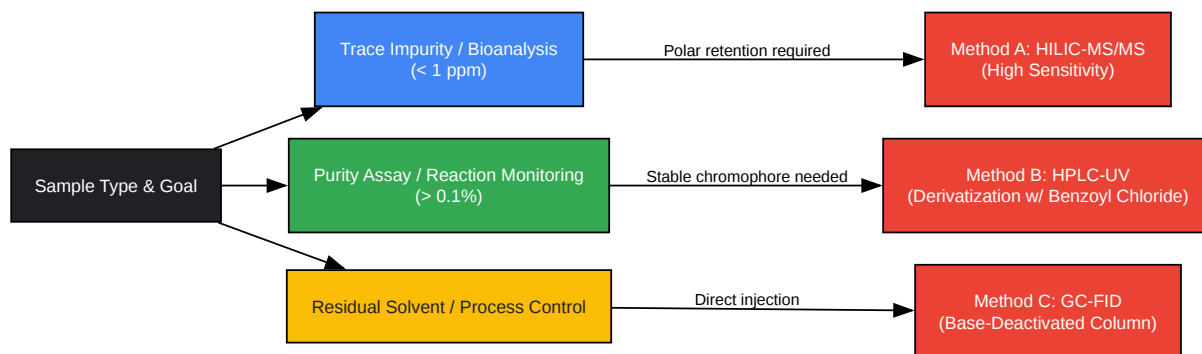 Trace Impurity / Bioanalysis
(< 1 ppm)
Polar retention required
Method A: HILIC-MS/MS
(High Sensitivity)
Sample Type & Goal
Purity Assay / Reaction Monitoring
(> 0.1%)
Stable chromophore needed
Method B: HPLC-UV
(Derivatization w/ Benzoyl Chloride)
Residual Solvent / Process Control
Direct injection
Method C: GC-FID
(Base-Deactivated Column)